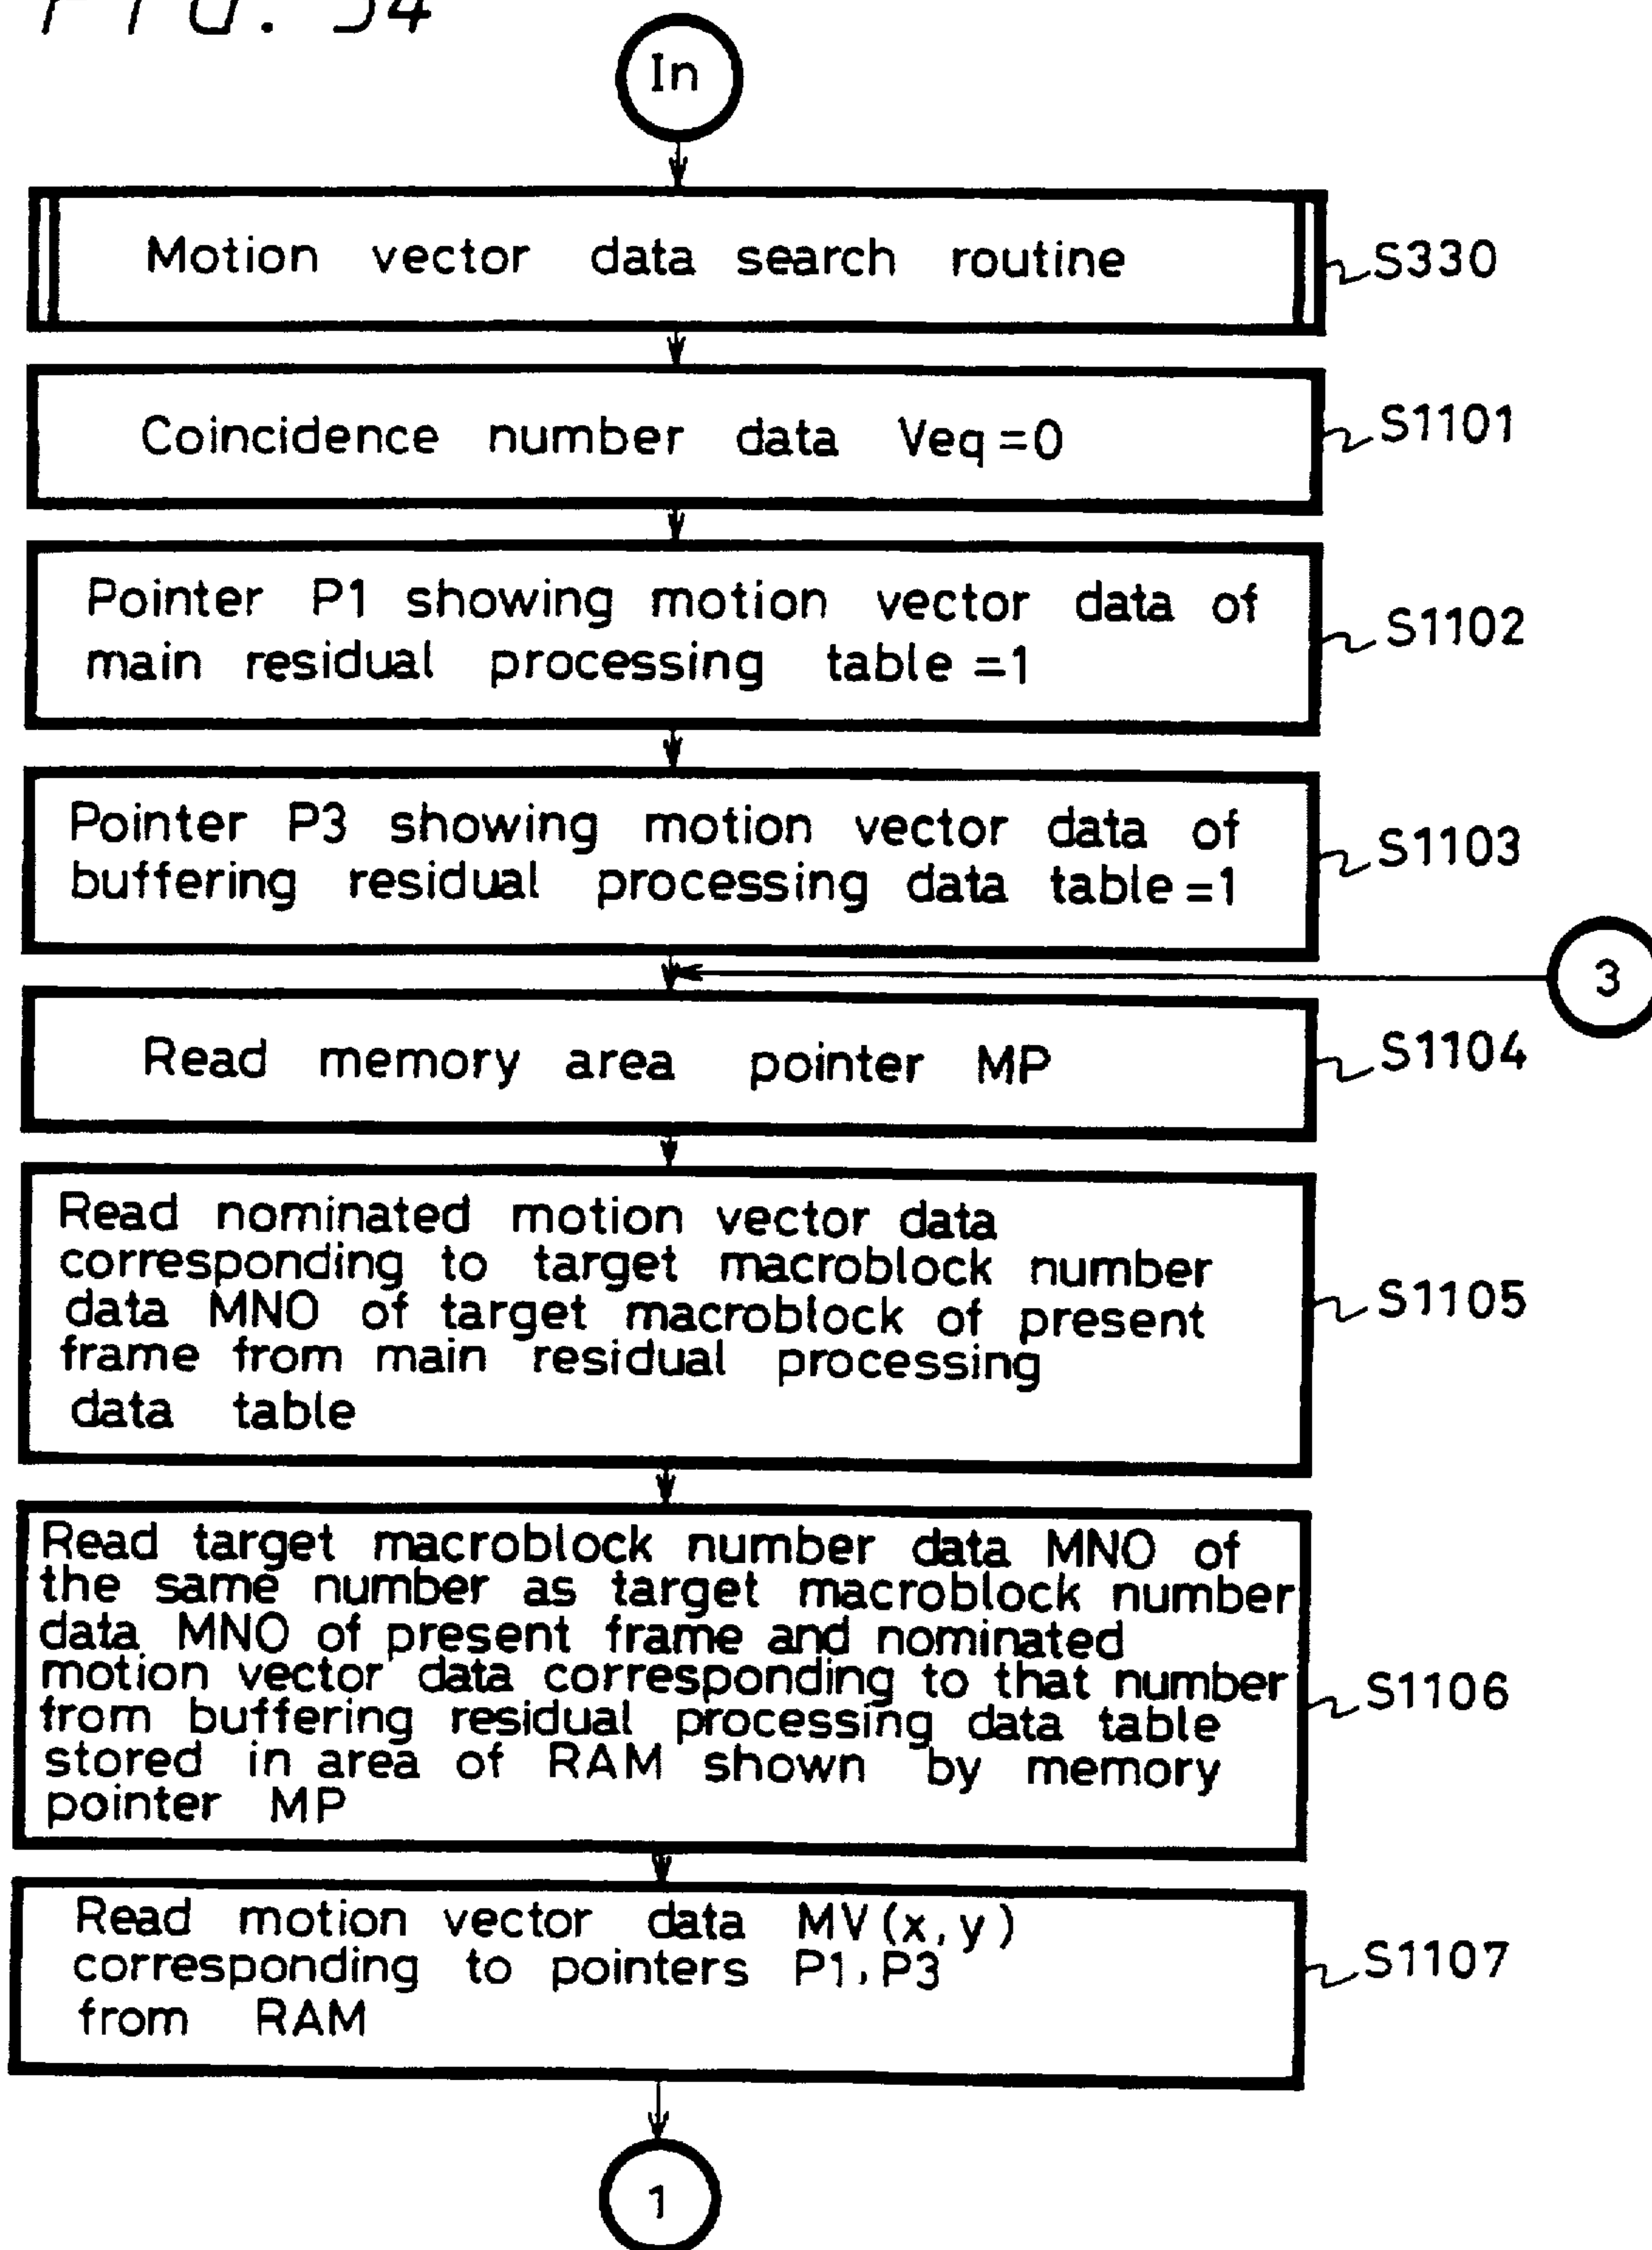 FIG. 54
In
Motion vector data search routine
S330
Coincidence number data Veq=0
S1101
Pointer P1 showing motion vector data of
main residual processing table =1
S1102
Pointer P3 showing motion vector data of
buffering residual processing data table=1
S1103
3
Read memory area pointer MP
S1104
Read nominated motion vector data
corresponding to target macroblock number
data MNO of target macroblock of present
frame from main residual processing
data table
S1105
Read target macroblock number data MNO of
the same number as target macroblock number
data MNO of present frame and nominated
motion vector data corresponding to that number
from buffering residual processing data table
stored in area of RAM shown by memory
pointer MP
S1106
Read motion vector data MV(x,y)
corresponding to pointers P1,P3
from RAM
S1107
1